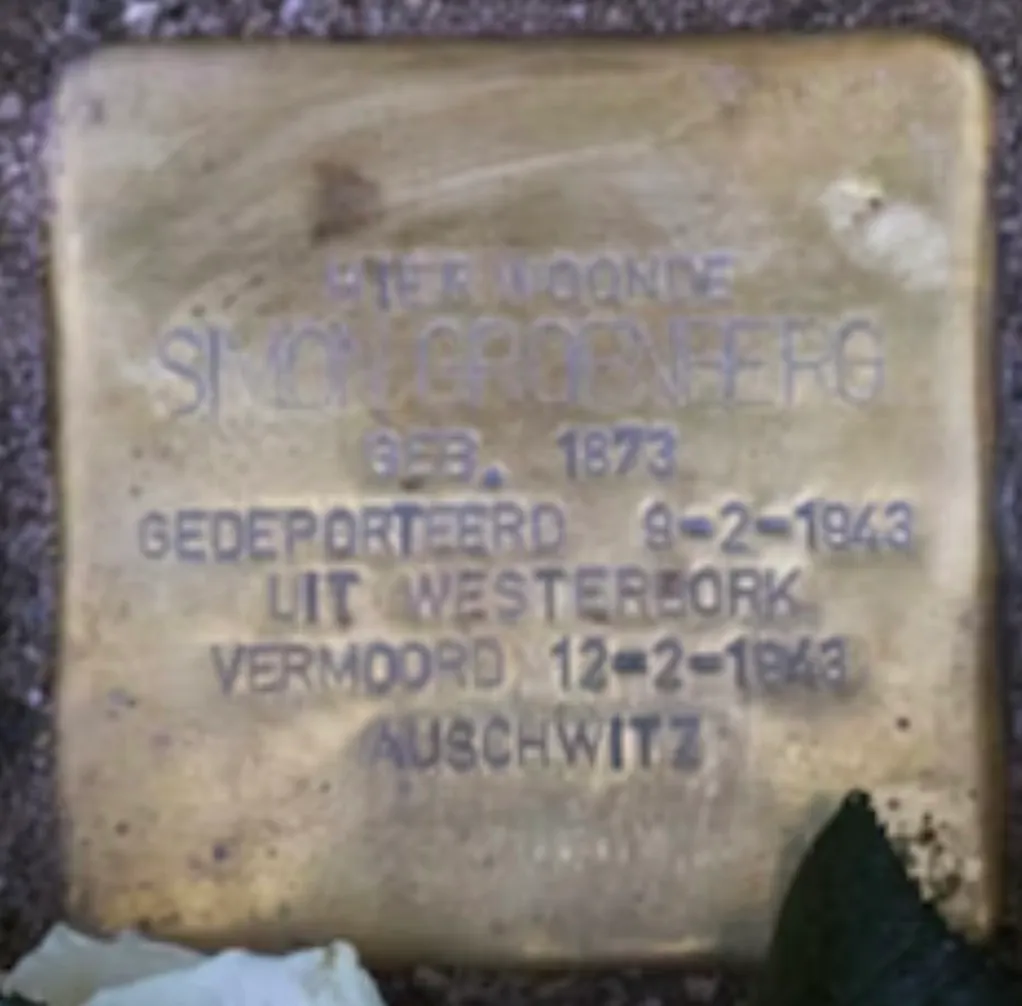 HIER WOONDE
SIMON GROENBERG
GEB. 1873
GEDEPORTEERD 9-2-1943
UIT WESTERBORK
VERMOORD 12-2-1943
AUSCHWITZ